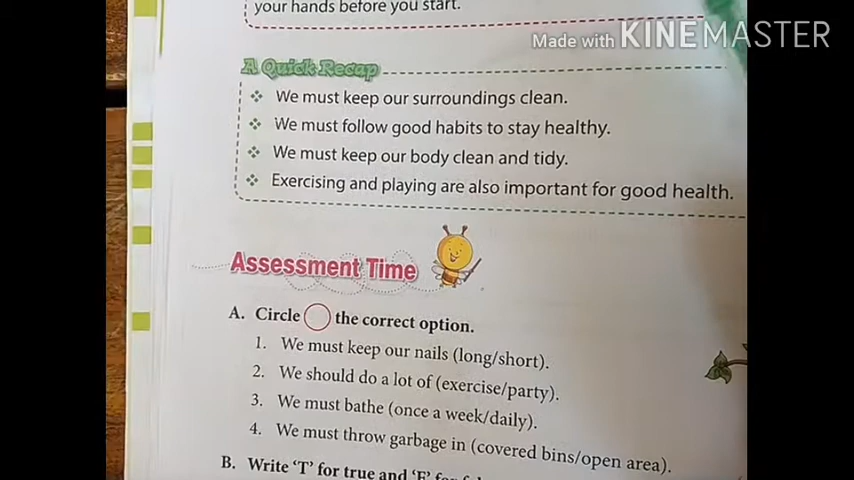 your hands before you start.
Made with KINEMASTER
A Quick Recap
❖ We must keep our surroundings clean.
❖ We must follow good habits to stay healthy.
❖ We must keep our body clean and tidy.
❖ Exercising and playing are also important for good health.
Assessment Time
A. Circle the correct option.
1. We must keep our nails (long/short).
2. We should do a lot of (exercise/party).
3. We must bathe (once a week/daily).
4. We must throw garbage in (covered bins/open area).
B. Write 'T' for true and 'F' for